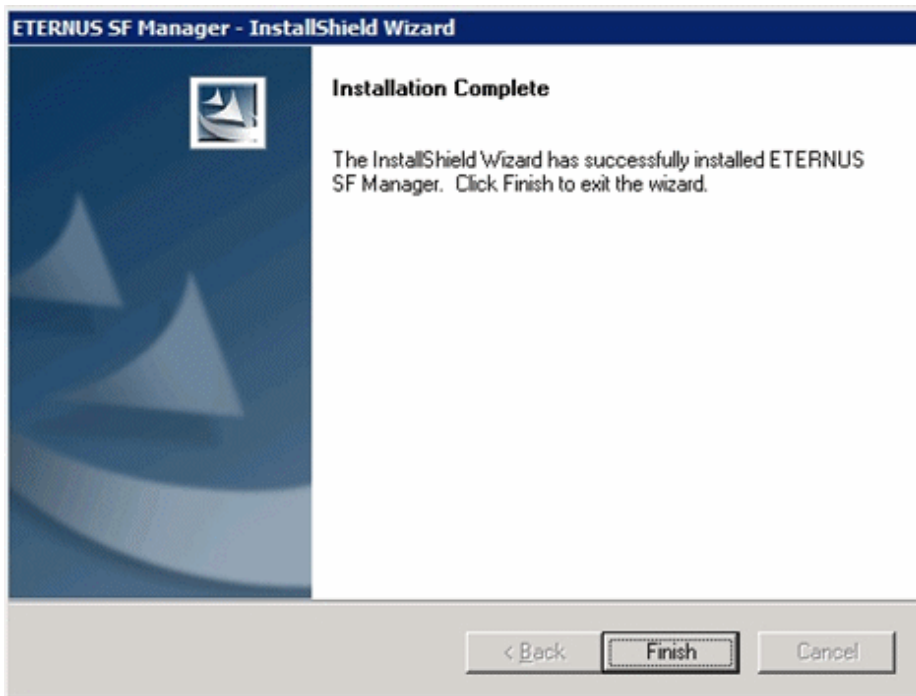 ETERNUS SF Manager - InstallShield Wizard
Installation Complete
The InstallShield Wizard has successfully installed ETERNUS
SF Manager. Click Finish to exit the wizard.
< Back
Finish
Cancel